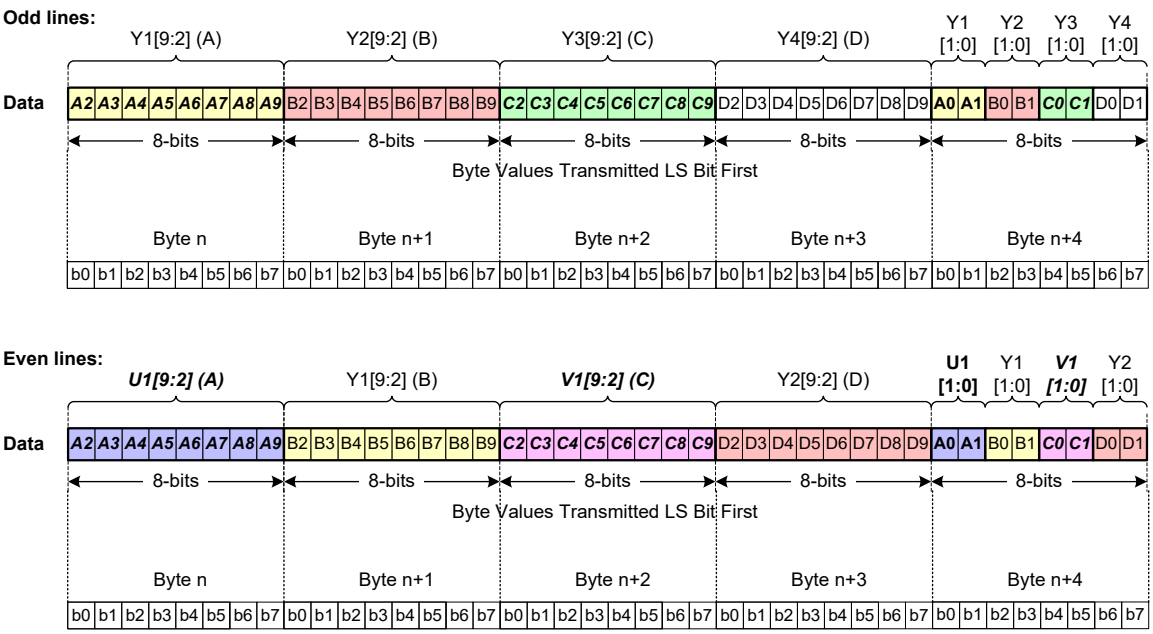 Odd lines:
Y1[9:2] (A) Y2[9:2] (B) Y3[9:2] (C) Y4[9:2] (D) Y1 [1:0] Y2 [1:0] Y3 [1:0] Y4 [1:0]
Data A2 A3 A4 A5 A6 A7 A8 A9 B2 B3 B4 B5 B6 B7 B8 B9 C2 C3 C4 C5 C6 C7 C8 C9 D2 D3 D4 D5 D6 D7 D8 D9 A0 A1 B0 B1 C0 C1 D0 D1
8-bits 8-bits 8-bits 8-bits 8-bits
Byte Values Transmitted LS Bit First
Byte n Byte n+1 Byte n+2 Byte n+3 Byte n+4
b0 b1 b2 b3 b4 b5 b6 b7 b0 b1 b2 b3 b4 b5 b6 b7 b0 b1 b2 b3 b4 b5 b6 b7 b0 b1 b2 b3 b4 b5 b6 b7 b0 b1 b2 b3 b4 b5 b6 b7
Even lines:
U1[9:2] (A) Y1[9:2] (B) V1[9:2] (C) Y2[9:2] (D) U1 [1:0] Y1 [1:0] V1 [1:0] Y2 [1:0]
Data A2 A3 A4 A5 A6 A7 A8 A9 B2 B3 B4 B5 B6 B7 B8 B9 C2 C3 C4 C5 C6 C7 C8 C9 D2 D3 D4 D5 D6 D7 D8 D9 A0 A1 B0 B1 C0 C1 D0 D1
8-bits 8-bits 8-bits 8-bits 8-bits
Byte Values Transmitted LS Bit First
Byte n Byte n+1 Byte n+2 Byte n+3 Byte n+4
b0 b1 b2 b3 b4 b5 b6 b7 b0 b1 b2 b3 b4 b5 b6 b7 b0 b1 b2 b3 b4 b5 b6 b7 b0 b1 b2 b3 b4 b5 b6 b7 b0 b1 b2 b3 b4 b5 b6 b7